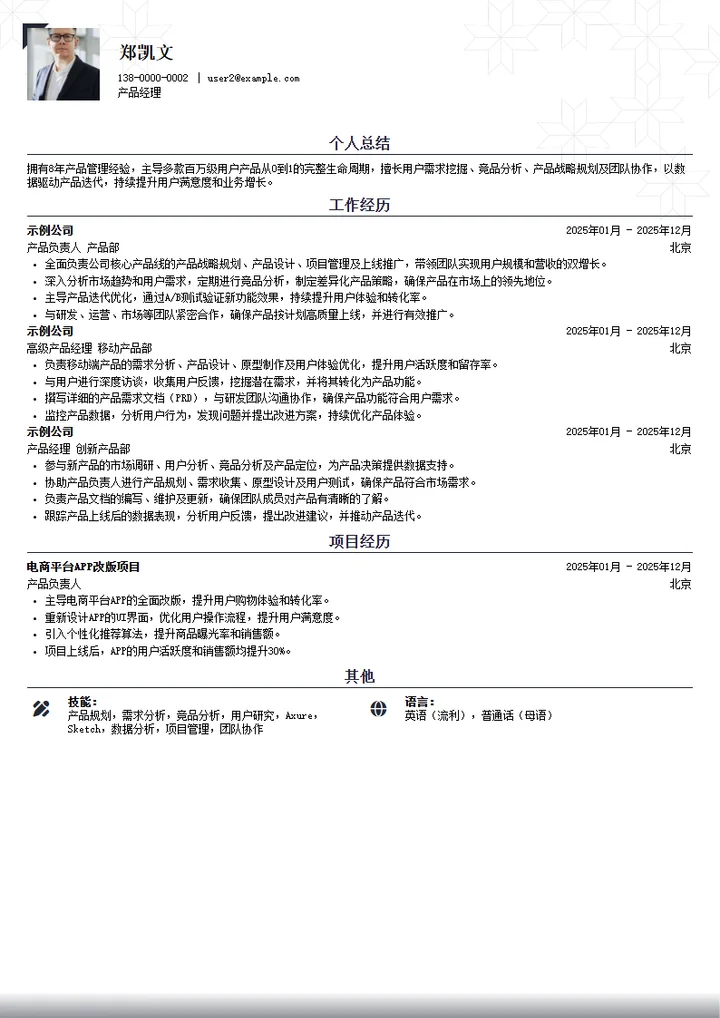 郑凯文
138-0000-0002 | user2@example.com
产品经理
个人总结
拥有8年产品管理经验，主导多款百万级用户产品从0到1的完整生命周期，擅长用户需求挖掘、竞品分析、产品战略规划及团队协作，以数
据驱动产品迭代，持续提升用户满意度和业务增长。
工作经历
示例公司 2025年01月 - 2025年12月
产品负责人 产品部 北京
• 全面负责公司核心产品线的产品战略规划、产品设计、项目管理及上线推广，带领团队实现用户规模和营收的双增长。
• 深入分析市场趋势和用户需求，定期进行竞品分析，制定差异化产品策略，确保产品在市场上的领先地位。
• 主导产品迭代优化，通过A/B测试验证新功能效果，持续提升用户体验和转化率。
• 与研发、运营、市场等团队紧密合作，确保产品按计划高质量上线，并进行有效推广。
示例公司 2025年01月 - 2025年12月
高级产品经理 移动产品部 北京
• 负责移动端产品的需求分析、产品设计、原型制作及用户体验优化，提升用户活跃度和留存率。
• 与用户进行深度访谈，收集用户反馈，挖掘潜在需求，并将其转化为产品功能。
• 撰写详细的产品需求文档（PRD），与研发团队沟通协作，确保产品功能符合用户需求。
• 监控产品数据，分析用户行为，发现问题并提出改进方案，持续优化产品体验。
示例公司 2025年01月 - 2025年12月
产品经理 创新产品部 北京
• 参与新产品的市场调研、用户分析、竞品分析及产品定位，为产品决策提供数据支持。
• 协助产品负责人进行产品规划、需求收集、原型设计及用户测试，确保产品符合市场需求。
• 负责产品文档的编写、维护及更新，确保团队成员对产品有清晰的了解。
• 跟踪产品上线后的数据表现，分析用户反馈，提出改进建议，并推动产品迭代。
项目经历
电商平台APP改版项目 2025年01月 - 2025年12月
产品负责人 北京
• 主导电商平台APP的全面改版，提升用户购物体验和转化率。
• 重新设计APP的UI界面，优化用户操作流程，提升用户满意度。
• 引入个性化推荐算法，提升商品曝光率和销售额。
• 项目上线后，APP的用户活跃度和销售额均提升30%。
其他
技能：
产品规划，需求分析，竞品分析，用户研究，Axure，
Sketch，数据分析，项目管理，团队协作
语言：
英语（流利），普通话（母语）